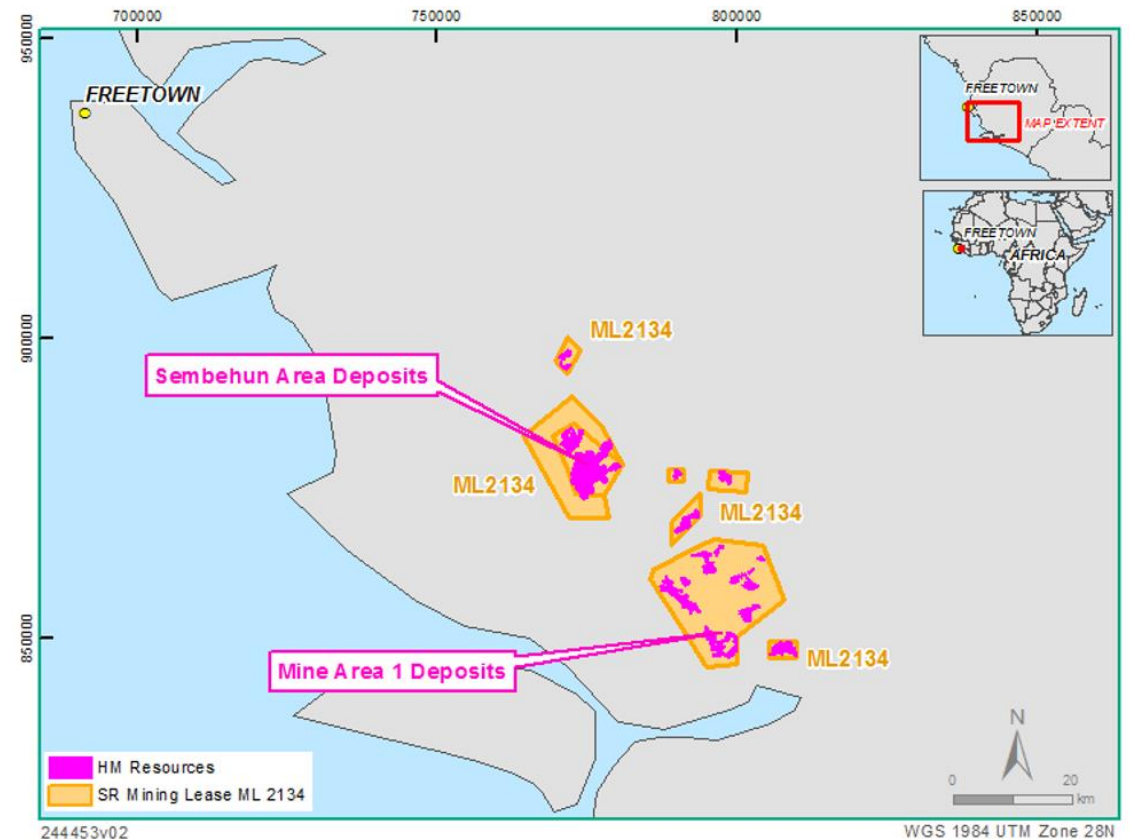 700000
750000
800000
850000
950000
900000
850000
FREETOWN
FREETOWN
MAP EXTENT
FREETOWN
AFRICA
ML2134
Sembehun Area Deposits
ML2134
ML2134
Mine Area 1 Deposits
ML2134
N
0 20
km
HM Resources
SR Mining Lease ML 2134
244453v02
WGS 1984 UTM Zone 28N